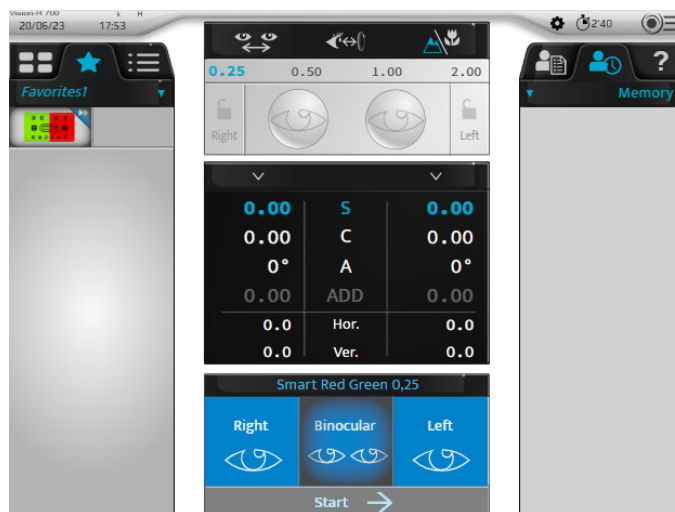 Vision-R 700
20/06/23 17:53
2'40
Favorites1
Memory
?
0.25 0.50 1.00 2.00
Right Left
0.00 S 0.00
0.00 C 0.00
0° A 0°
0.00 ADD 0.00
0.0 Hor. 0.0
0.0 Ver. 0.0
Smart Red Green 0,25
Right Binocular Left
Start